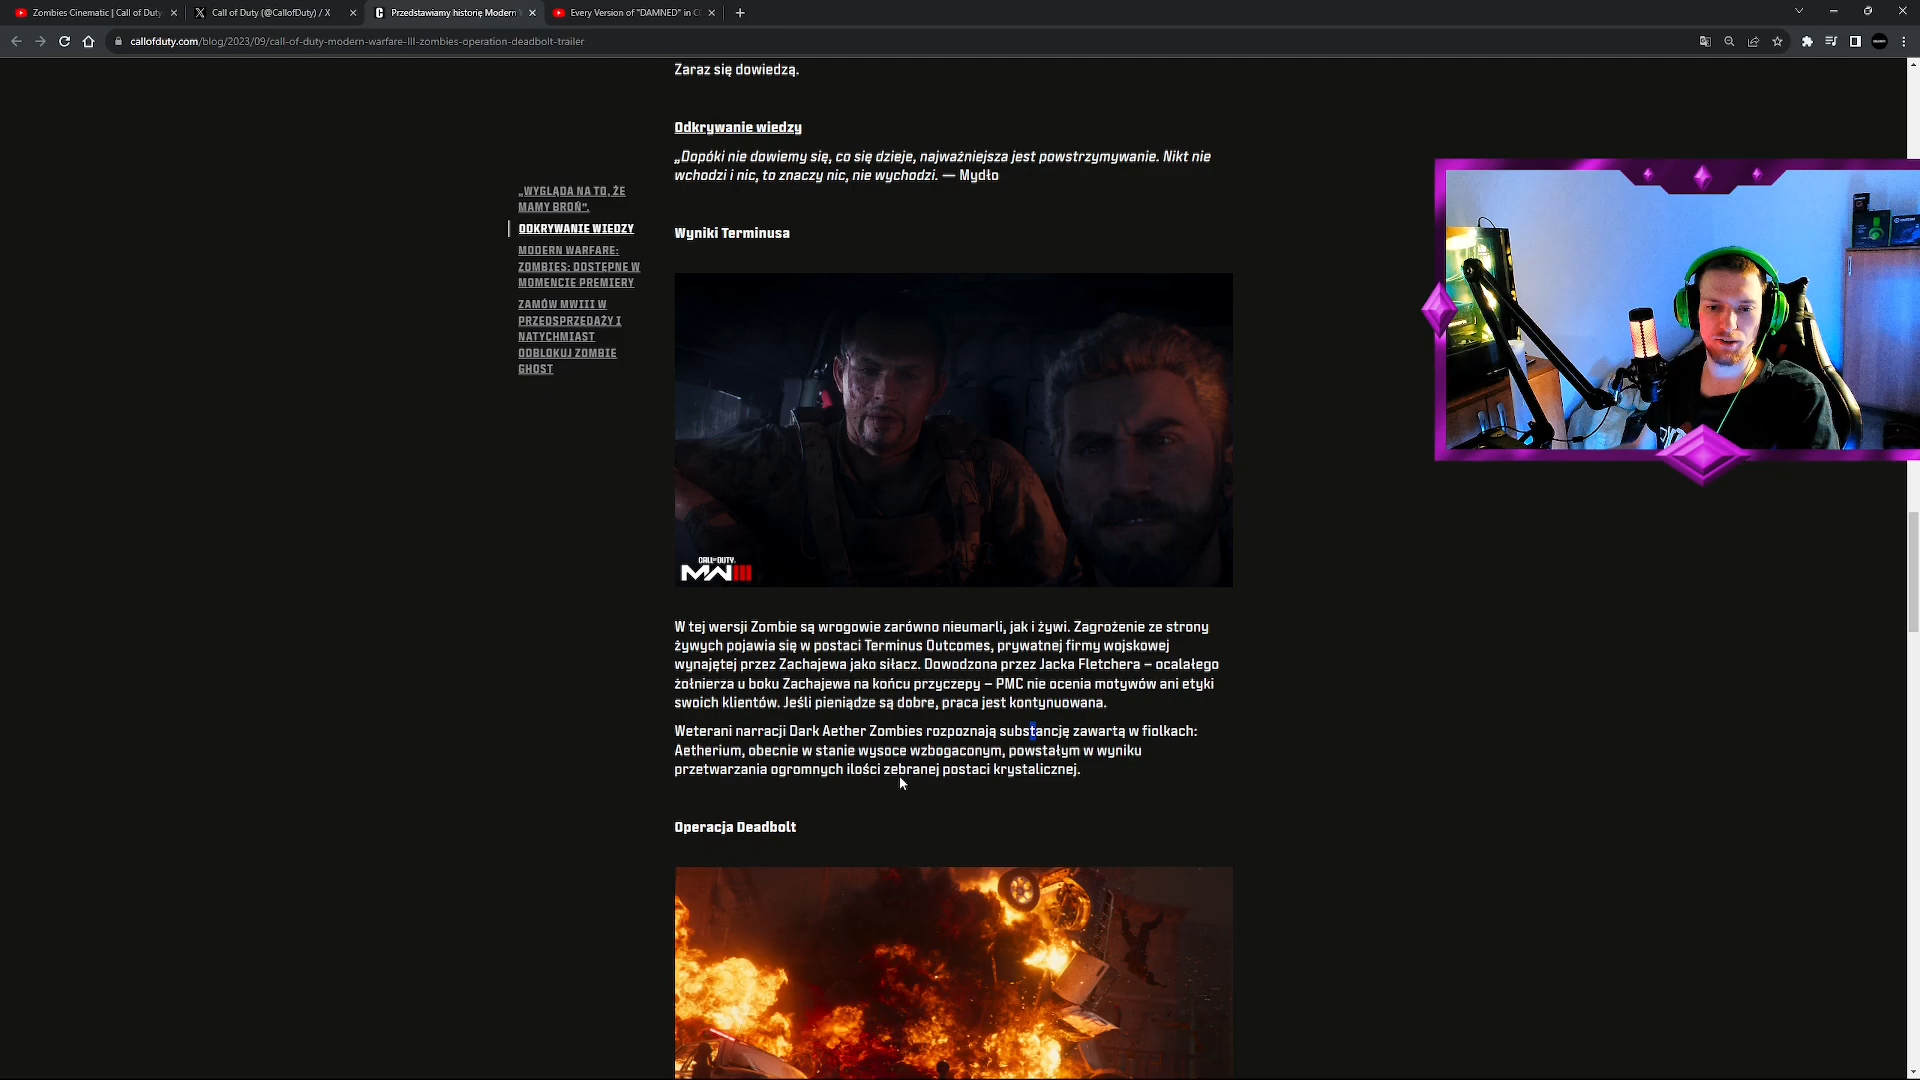 Zombies Cinematic | Call of Duty
Call of Duty (@CallofDuty) / X
Przedstawiamy historię Modern W
Every Version of "DAMNED" in C
callofduty.com/blog/2023/09/call-of-duty-modern-warfare-III-zombies-operation-deadbolt-trailer
Zaraz się dowiedzą.
Odkrywanie wiedzy
„Dopóki nie dowiemy się, co się dzieje, najważniejsza jest powstrzymywanie. Nikt nie
wchodzi i nic, to znaczy nic, nie wychodzi. — Mydło
„WYGLĄDA NA TO, ŻE
MAMY BROŃ”.
ODKRYWANIE WIEDZY
MODERN WARFARE:
ZOMBIES: DOSTĘPNE W
MOMENCIE PREMIERY
ZAMÓW MWIII W
PRZEDSPRZEDAŻY I
NATYCHMIAST
ODBLOKUJ ZOMBIE
GHOST
Wyniki Terminusa
CALL OF DUTY
MWIII
W tej wersji Zombie są wrogowie zarówno nieumarli, jak i żywi. Zagrożenie ze strony
żywych pojawia się w postaci Terminus Outcomes, prywatnej firmy wojskowej
wynajętej przez Zachajewa jako siłacz. Dowodzona przez Jacka Fletchera – ocalałego
żołnierza u boku Zachajewa na końcu przyczepy – PMC nie ocenia motywów ani etyki
swoich klientów. Jeśli pieniądze są dobre, praca jest kontynuowana.
Weterani narracji Dark Aether Zombies rozpoznają substancję zawartą w fiolkach:
Aetherium, obecnie w stanie wysoce wzbogaconym, powstałym w wyniku
przetwarzania ogromnych ilości zebranej postaci krystalicznej.
Operacja Deadbolt